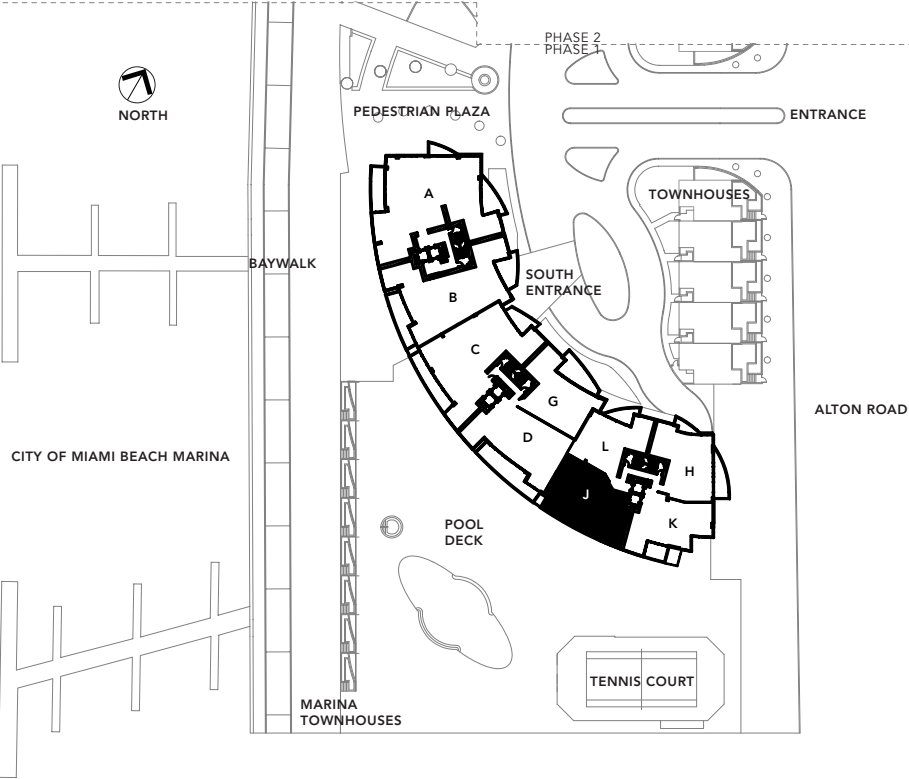 PHASE 2
PHASE 1
NORTH
PEDESTRIAN PLAZA
ENTRANCE
A
TOWNHOUSES
BAYWALK
SOUTH
ENTRANCE
B
C
G
ALTON ROAD
D
L
CITY OF MIAMI BEACH MARINA
H
J
K
POOL
DECK
TENNIS COURT
MARINA
TOWNHOUSES